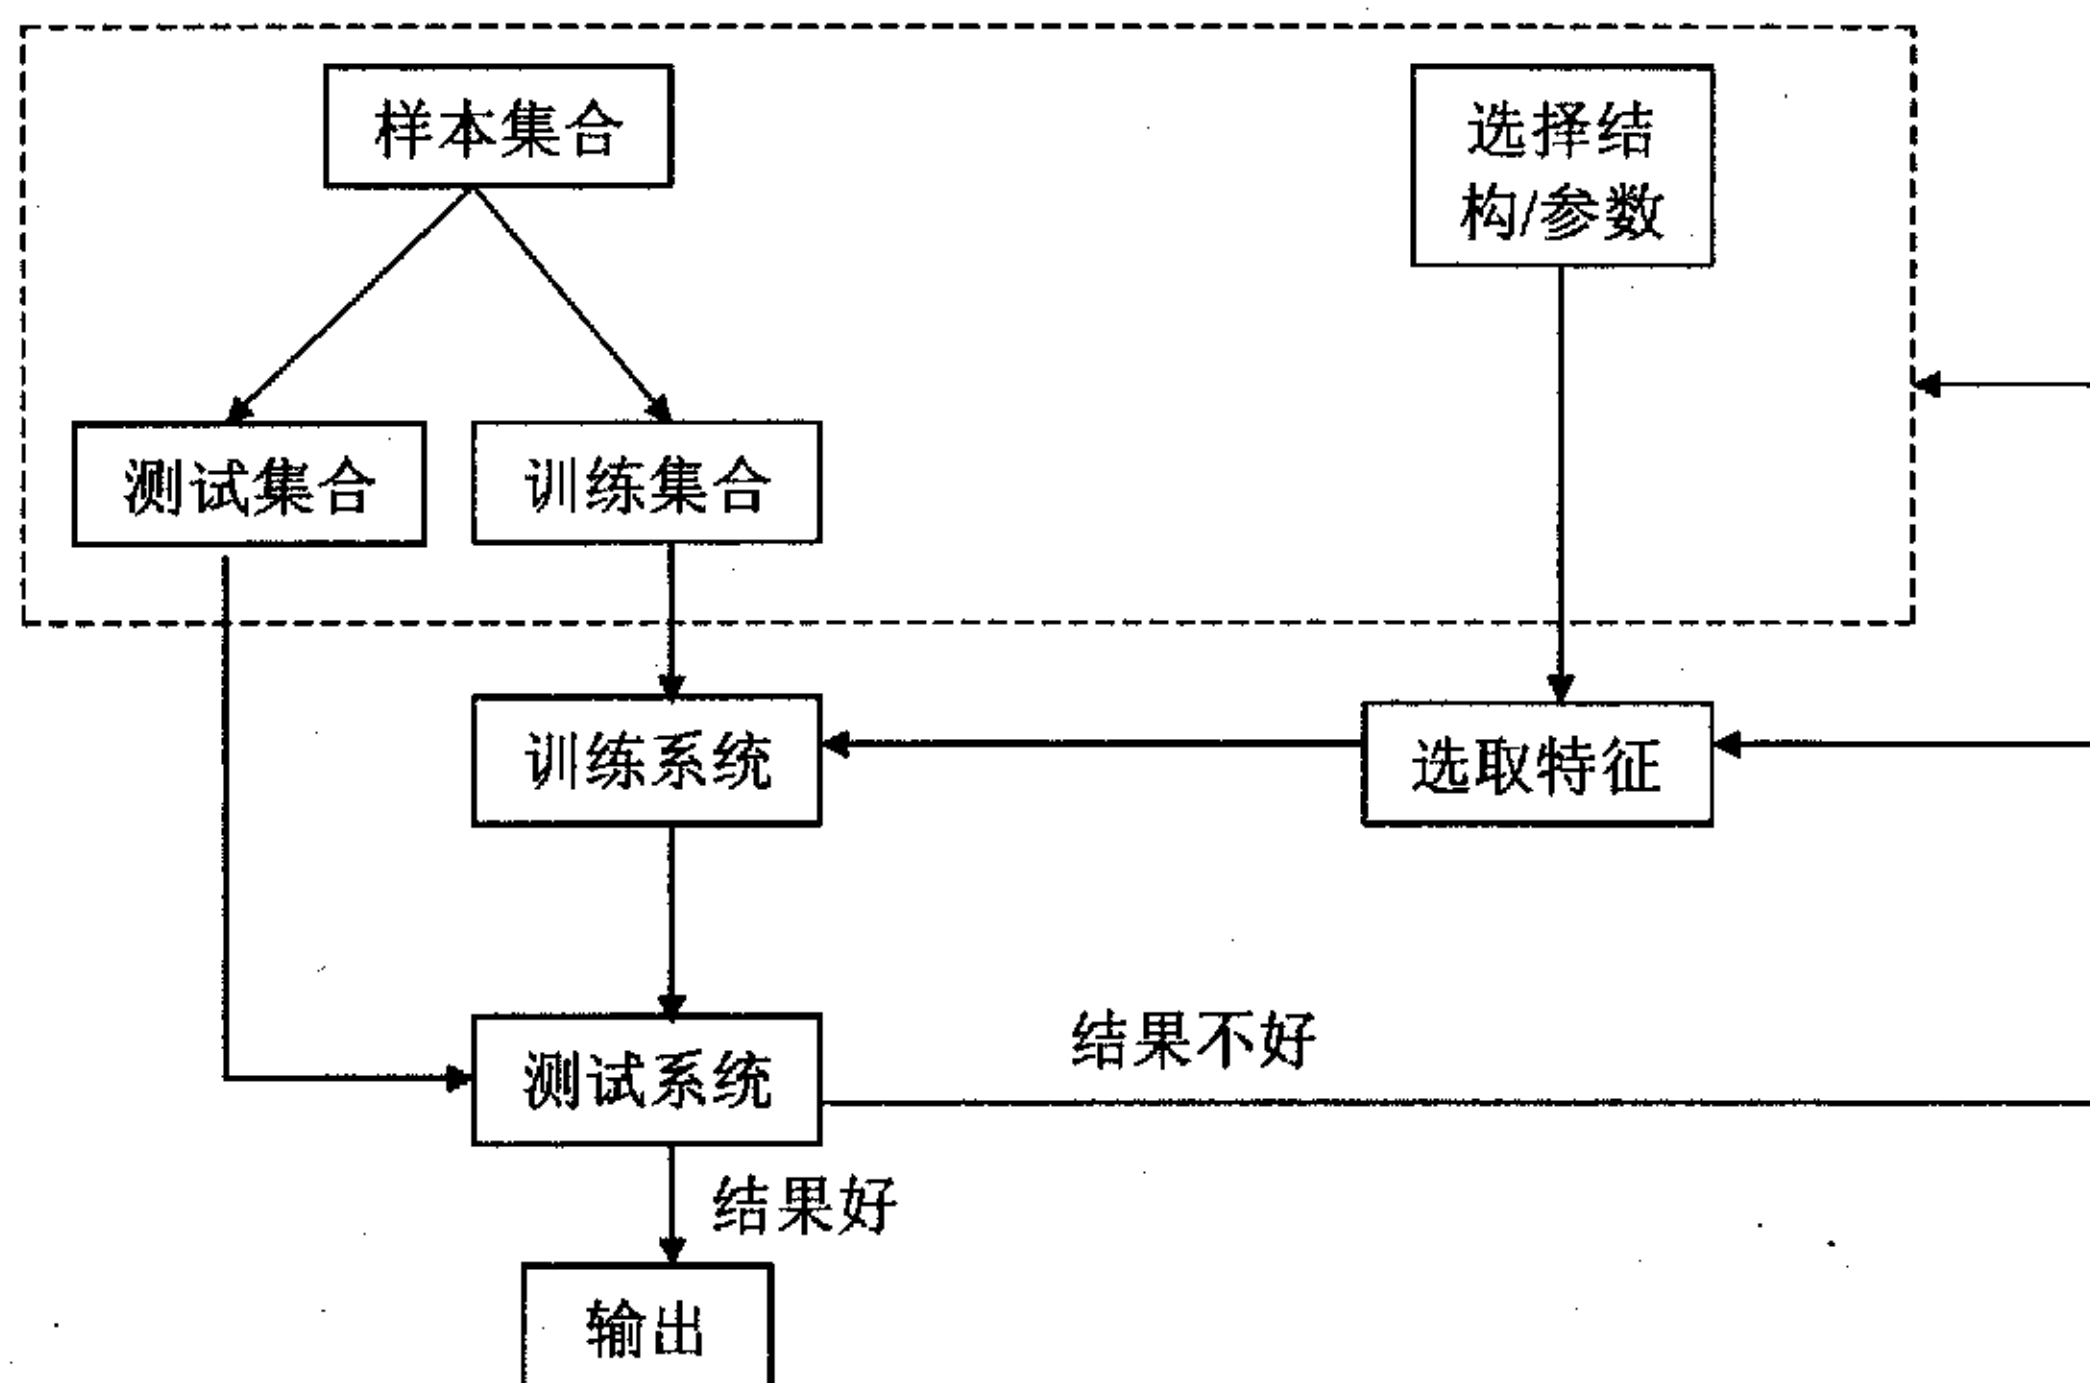 样本集合
选择结
构/参数
测试集合
训练集合
训练系统
选取特征
结果不好
测试系统
结果好
输出